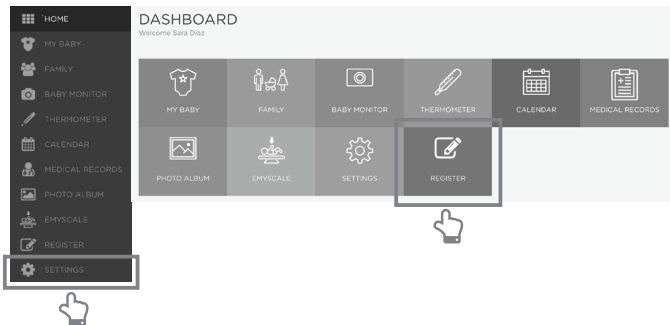 HOME
MY BABY
FAMILY
BABY MONITOR
THERMOMETER
CALENDAR
MEDICAL RECORDS
PHOTO ALBUM
EMYSCALE
REGISTER
SETTINGS
DASHBOARD
Welcome Sara Diaz
MY BABY FAMILY BABY MONITOR THERMOMETER CALENDAR MEDICAL RECORDS
PHOTO ALBUM EMYSCALE SETTINGS REGISTER